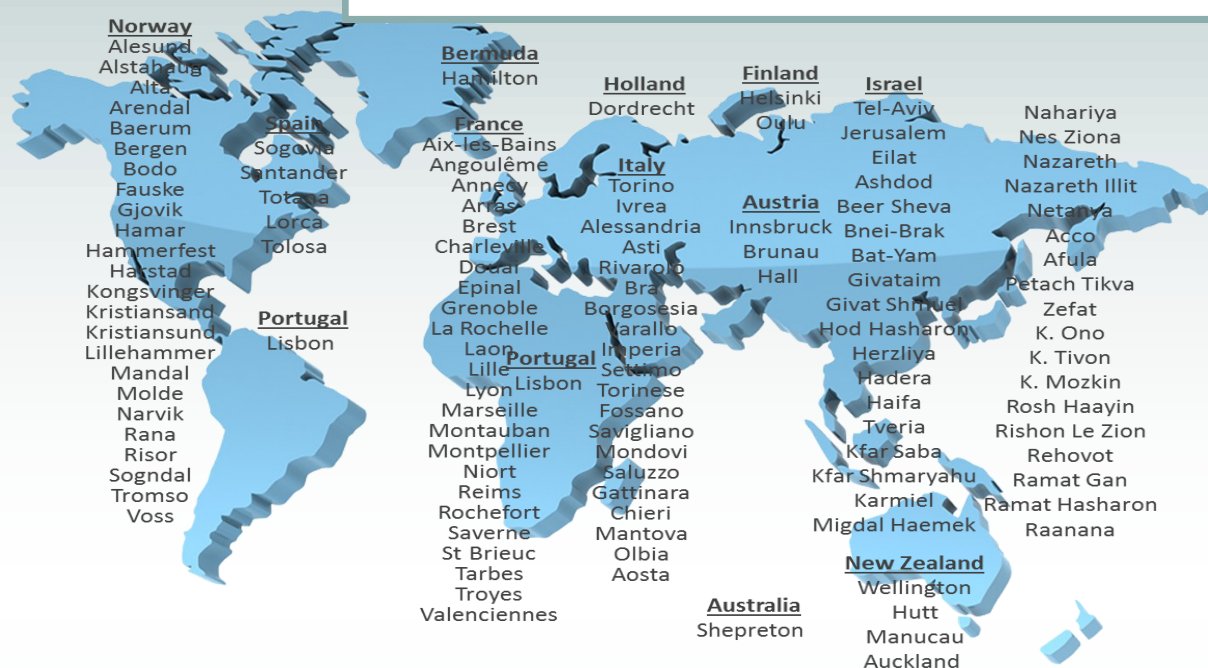 Norway
Alesund
Alstahaug
Alta
Arendal
Baerum
Bergen
Bodo
Fauske
Gjovik
Hamar
Hammerfest
Harstad
Kongsvinger
Kristiansand
Kristiansund
Lillehammer
Mandal
Molde
Narvik
Rana
Risor
Sogndal
Tromso
Voss
Spain
Sogovia
Santander
Totana
Lorca
Tolosa
Portugal
Lisbon
Bermuda
Hamilton
France
Aix-les-Bains
Angoulême
Annecy
Arras
Brest
Charleville
Douai
Epinal
Grenoble
La Rochelle
Laon
Lille
Lyon
Marseille
Montauban
Montpellier
Niort
Reims
Rochefort
Saverne
St Brieuc
Tarbes
Troyes
Valenciennes
Portugal
Lisbon
Holland
Dordrecht
Italy
Torino
Ivrea
Alessandria
Asti
Rivarolo
Bra
Borgosesia
Varallo
Imperia
Settimo
Torinese
Fossano
Savigliano
Mondovi
Saluzzo
Gattinara
Chieri
Mantova
Olbia
Aosta
Finland
Helsinki
Oulu
Austria
Innsbruck
Brunau
Hall
Australia
Shepreton
Israel
Tel-Aviv
Jerusalem
Eilat
Ashdod
Beer Sheva
Bnei-Brak
Bat-Yam
Givataim
Givat Shmuel
Hod Hasharon
Herzliya
Hadera
Haifa
Tveria
Kfar Saba
Kfar Shmaryahu
Karmiel
Migdal Haemek
Nahariya
Nes Ziona
Nazareth
Nazareth Illit
Netanya
Acco
Afula
Petach Tikva
Zefat
K. Ono
K. Tivon
K. Mozkin
Rosh Haayin
Rishon Le Zion
Rehovot
Ramat Gan
Ramat Hasharon
Raanana
New Zealand
Wellington
Hutt
Manucau
Auckland